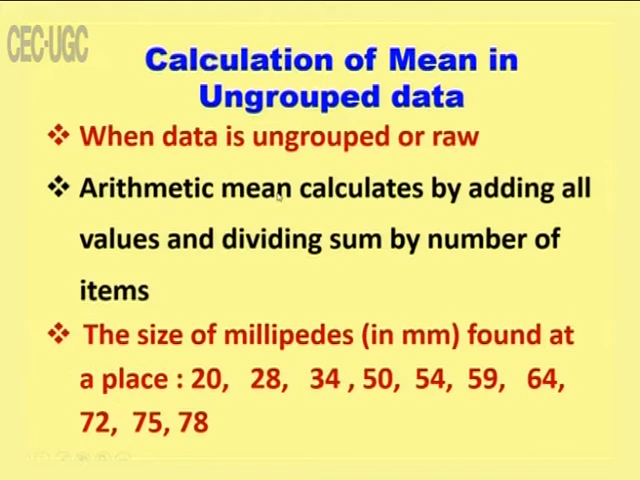 CEC-UGC
Calculation of Mean in
Ungrouped data
❖ When data is ungrouped or raw
❖ Arithmetic mean calculates by adding all
values and dividing sum by number of
items
❖ The size of millipedes (in mm) found at
a place : 20, 28, 34 , 50, 54, 59, 64,
72, 75, 78